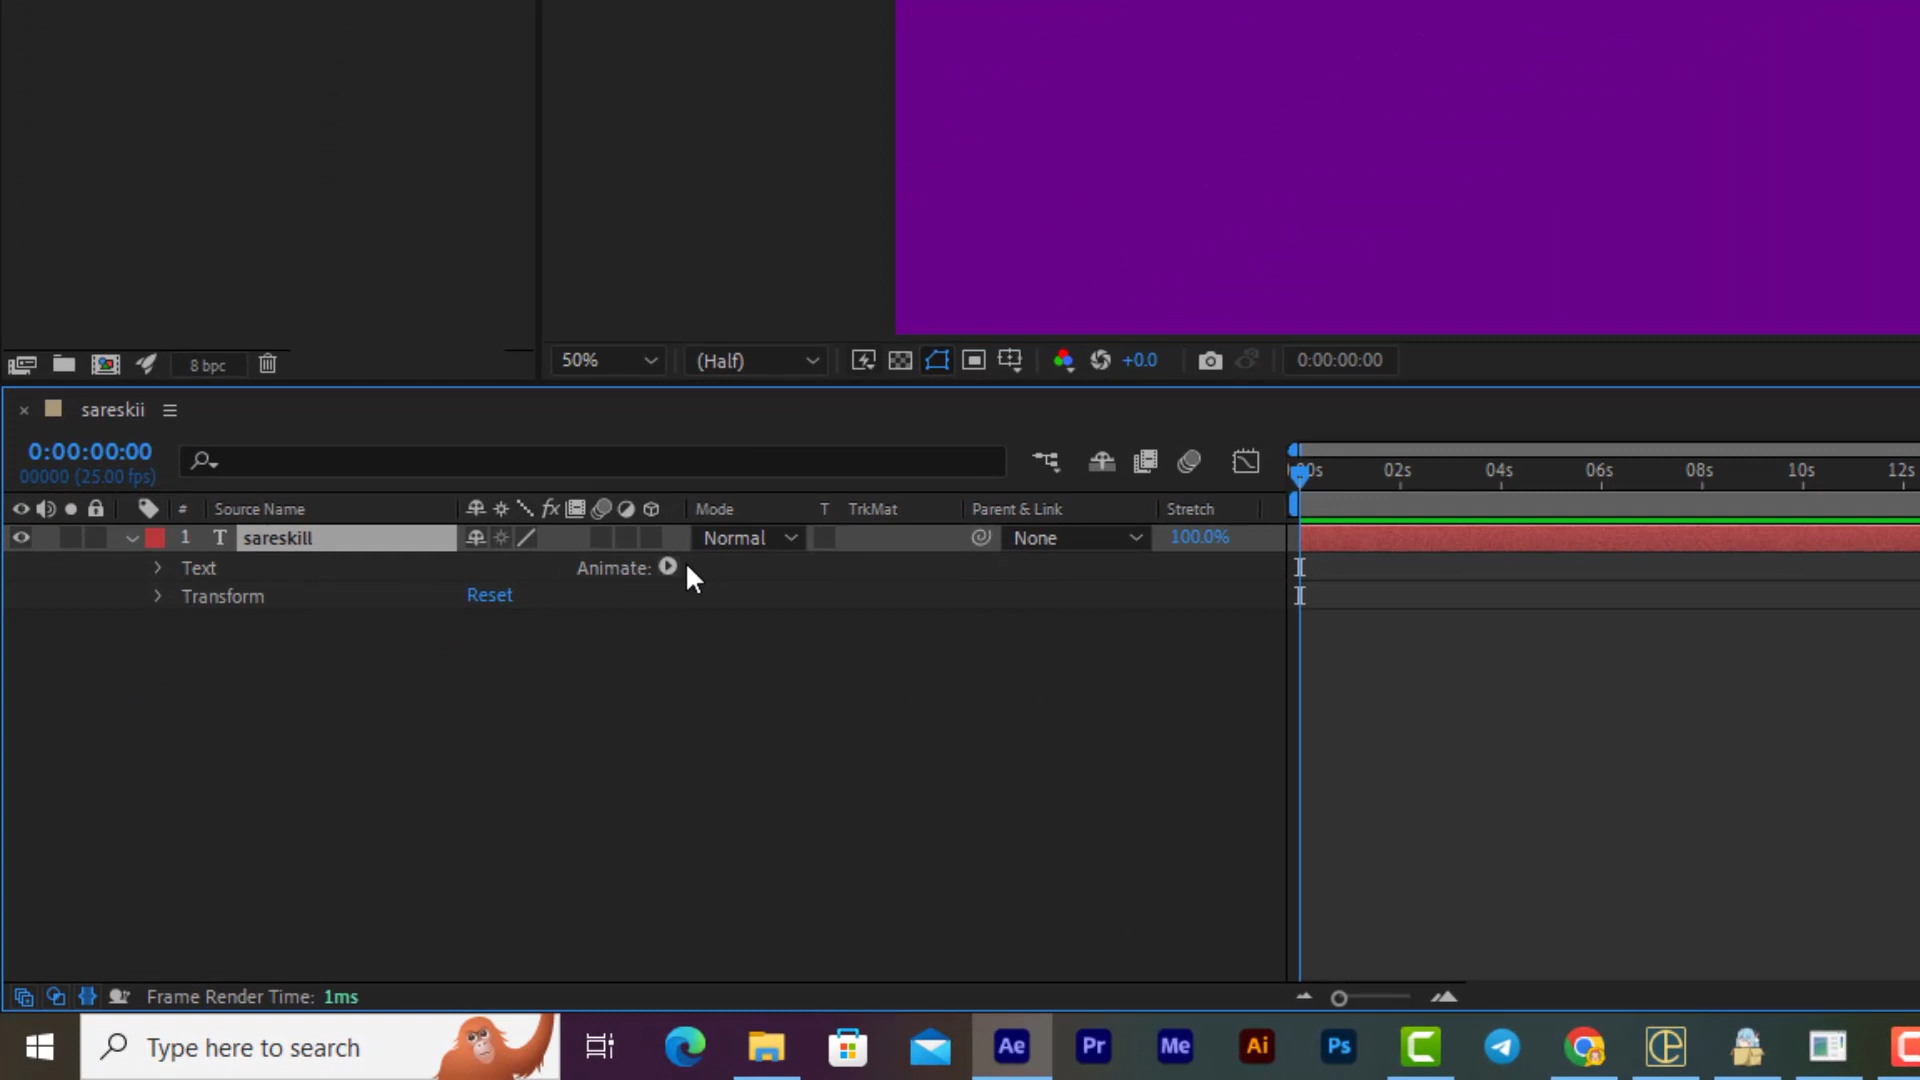 8 bpc
50%
(Half)
+0.0
0:00:00:00
sareskii
0:00:00:00
00000 (25.00 fps)
00s 02s 04s 06s 08s 10s 12s
# Source Name fx Mode T TrkMat Parent & Link Stretch
1 T sareskill Normal None 100.0%
Text Animate:
Transform Reset
Frame Render Time: 1ms
Type here to search
Ae Pr Me Ai Ps